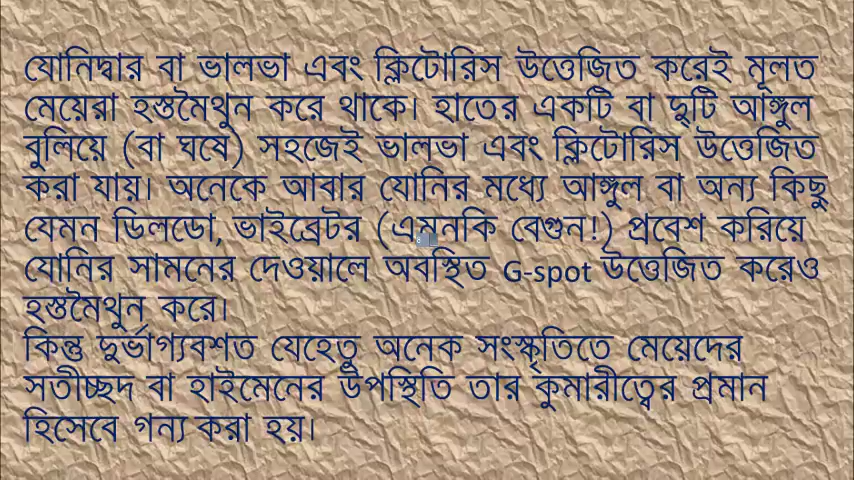 যোনিদ্বার বা ভালভা এবং ক্লিটোরিস উত্তেজিত করেই মূলত
মেয়েরা হস্তমৈথুন করে থাকে। হাতের একটি বা দুটি আঙ্গুল
বুলিয়ে (বা ঘষে) সহজেই ভালভা এবং ক্লিটোরিস উত্তেজিত
করা যায়। অনেকে আবার যোনির মধ্যে আঙ্গুল বা অন্য কিছু
যেমন ডিলডো, ভাইব্রেটর (এমনকি বেগুন!) প্রবেশ করিয়ে
যোনির সামনের দেওয়ালে অবস্থিত G-spot উত্তেজিত করেও
হস্তমৈথুন করে।
কিন্তু দুর্ভাগ্যবশত যেহেতু অনেক সংস্কৃতিতে মেয়েদের
সতীচ্ছদ বা হাইমেনের উপস্থিতি তার কুমারীত্বের প্রমান
হিসেবে গন্য করা হয়।